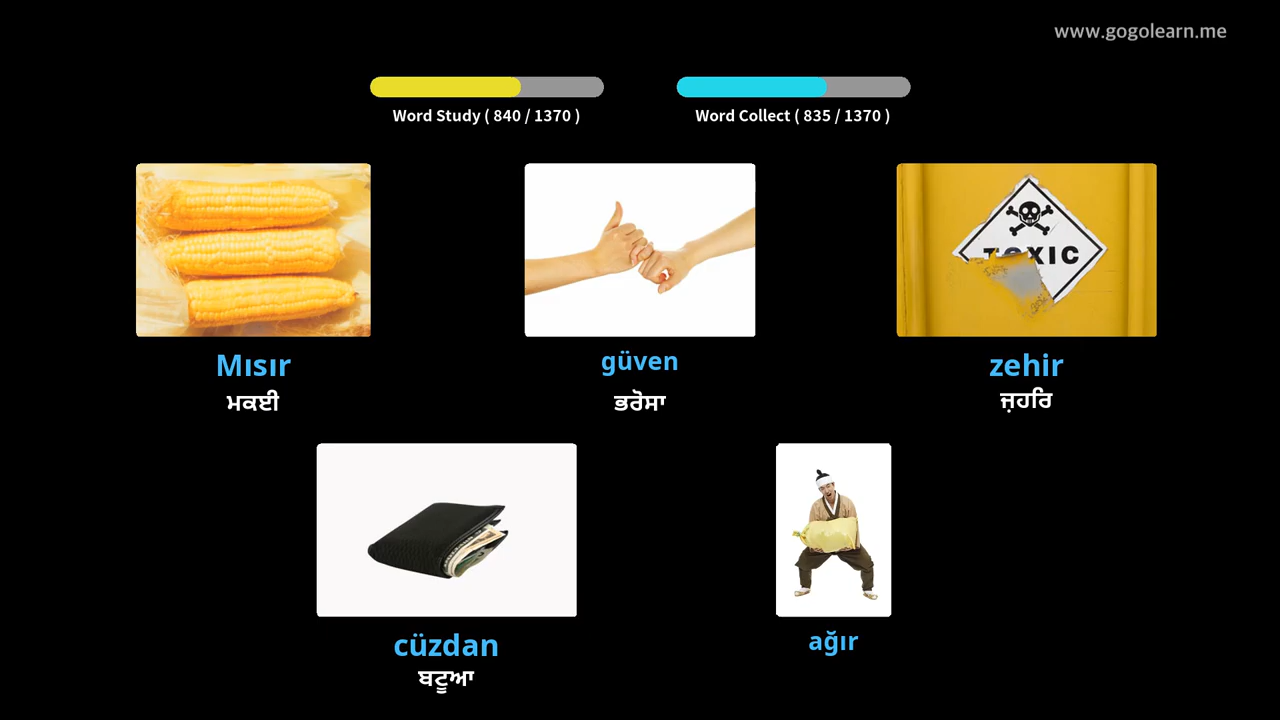 www.gogolearn.me
Word Study ( 840 / 1370 )
Word Collect ( 835 / 1370 )
TOXIC
Mısır
güven
zehir
ਮਕਈ
ਭਰੋਸਾ
ਜ਼ਹਰਿ
cüzdan
ağır
ਬਟੂਆ